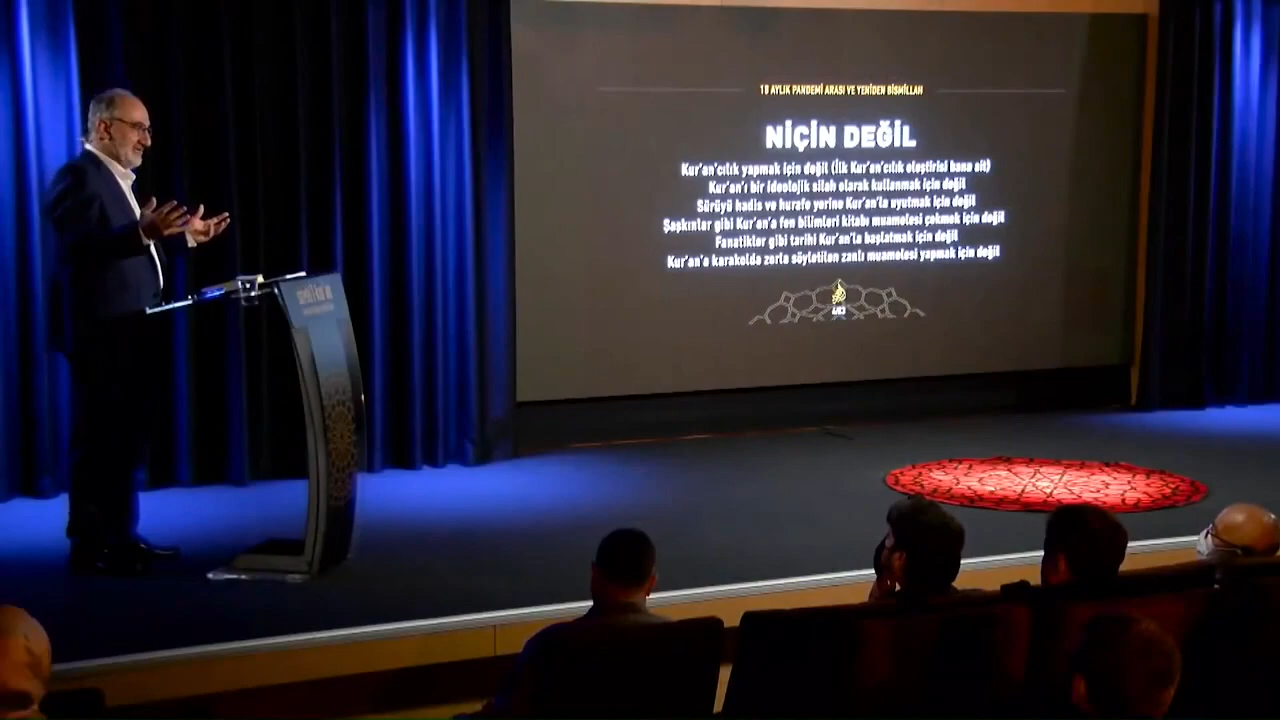 18 AYLIK PANDEMİ ARASI VE YENİDEN BİSMİLLAH
NİÇİN DEĞİL
Kur'an'cılık yapmak için değil (İlk Kur'an'cılık eleştirisi bana ait)
Kur'an'ı bir ideolojik silah olarak kullanmak için değil
Sürüyü hadis ve hurafe yerine Kur'an'la uyutmak için değil
Şaşkınlar gibi Kur'an'a fen bilimleri kitabı muamelesi çekmek için değil
Fanatikler gibi tarihi Kur'an'la başlatmak için değil
Kur'an'a karakolda zorla söyletilen zanlı muamelesi yapmak için değil